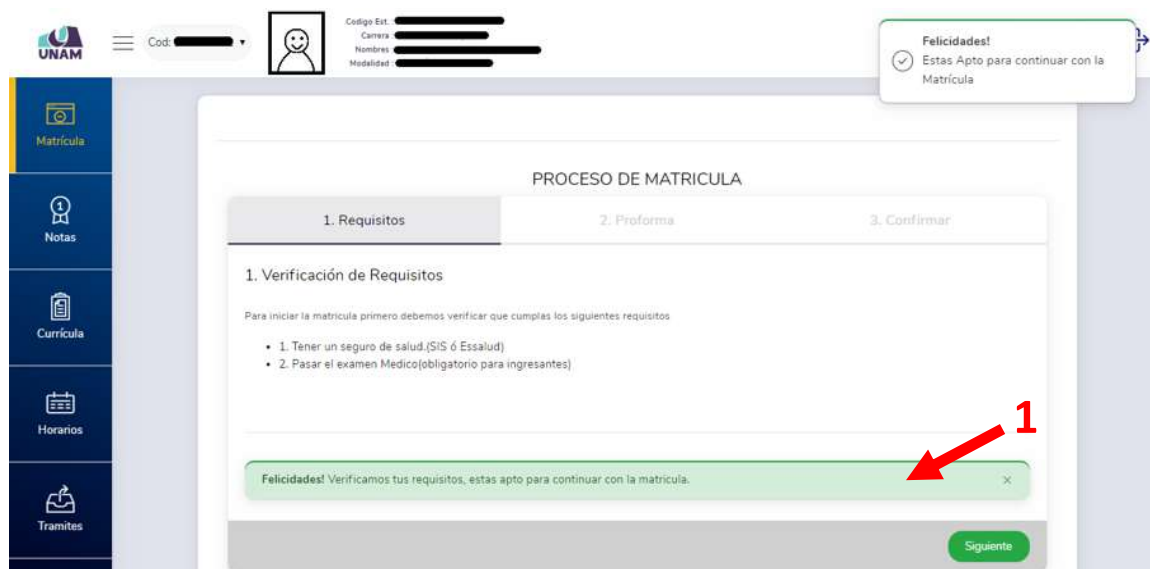 UNAM
Cod:
Codigo Est. :
Carrera :
Nombres :
Modalidad :
Felicidades!
Estas Apto para continuar con la
Matrícula
Matrícula
Notas
Currícula
Horarios
Tramites
PROCESO DE MATRICULA
1. Requisitos
2. Proforma
3. Confirmar
1. Verificación de Requisitos
Para iniciar la matricula primero debemos verificar que cumplas los siguientes requisitos
• 1. Tener un seguro de salud.(SIS ó Essalud)
• 2. Pasar el examen Medico(obligatorio para ingresantes)
1
Felicidades! Verificamos tus requisitos, estas apto para continuar con la matricula.
×
Siguiente